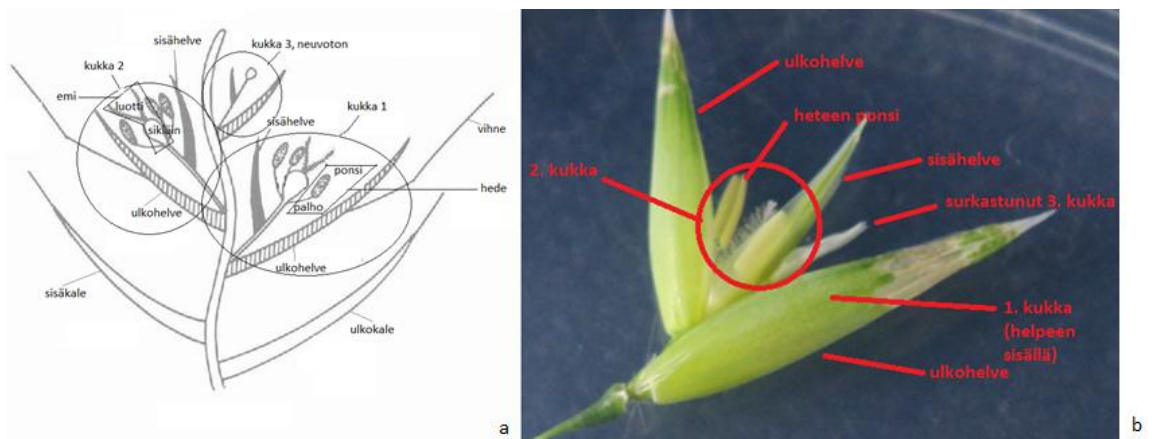 sisähelve
kukka 3, neuvoton
kukka 2
emi
luotti
sikiäin
kukka 1
sisähelve
vihne
ponsi
hede
palho
ulkohelve
ulkohelve
sisäkale
ulkokale
a
ulkohelve
heteen ponsi
2. kukka
sisähelve
surkastunut 3. kukka
1. kukka
(helpeen
sisällä)
ulkohelve
b